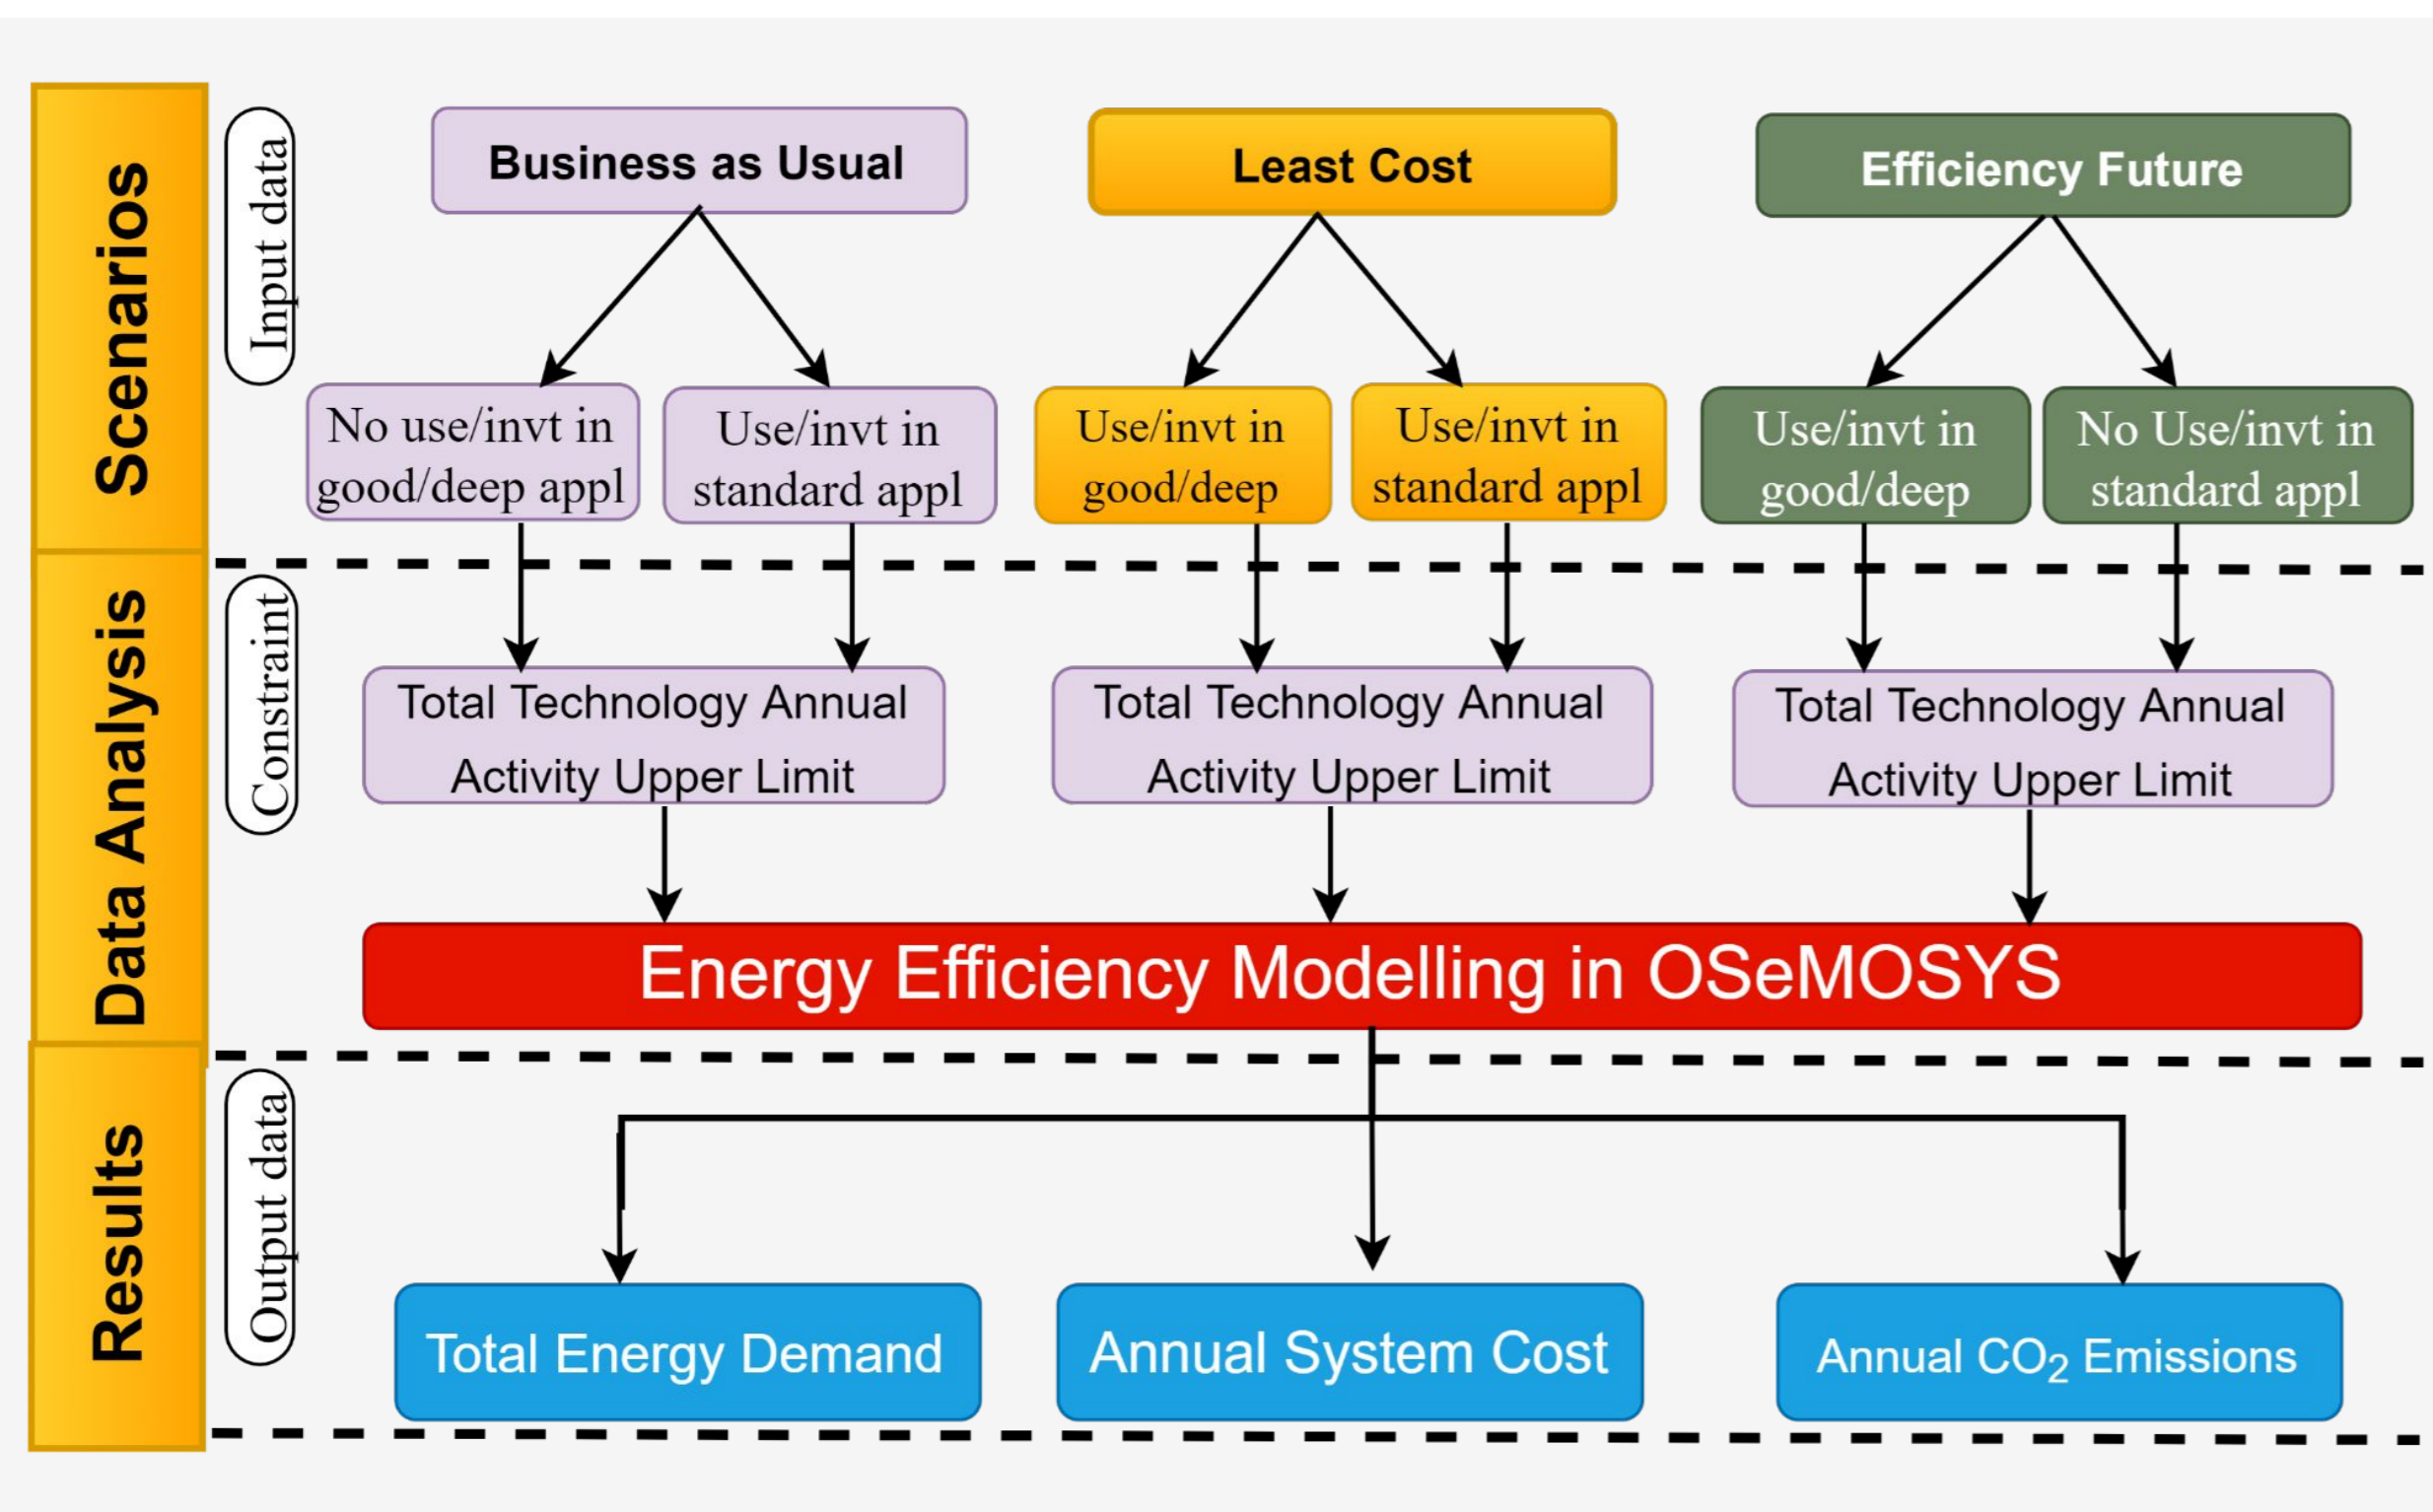 Scenarios
Input data
Business as Usual
Least Cost
Efficiency Future
No use/invt in
good/deep appl
Use/invt in
standard appl
Use/invt in
good/deep
Use/invt in
standard appl
Use/invt in
good/deep
No Use/invt in
standard appl
Data Analysis
Constraint
Total Technology Annual
Activity Upper Limit
Total Technology Annual
Activity Upper Limit
Total Technology Annual
Activity Upper Limit
Energy Efficiency Modelling in OSeMOSYS
Results
Output data
Total Energy Demand
Annual System Cost
Annual CO₂ Emissions